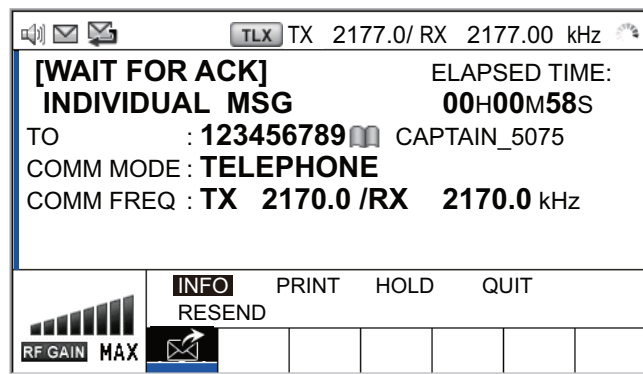 TLX TX 2177.0/ RX 2177.00 kHz
[WAIT FOR ACK] ELAPSED TIME:
INDIVIDUAL MSG 00H00M58S
TO : 123456789 CAPTAIN_5075
COMM MODE : TELEPHONE
COMM FREQ : TX 2170.0 /RX 2170.0 kHz
INFO PRINT HOLD QUIT
RESEND
RF GAIN MAX